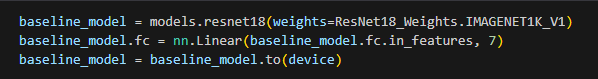 baseline_model = models.resnet18(weights=ResNet18_Weights.IMAGENET1K_V1)
baseline_model.fc = nn.Linear(baseline_model.fc.in_features, 7)
baseline_model = baseline_model.to(device)